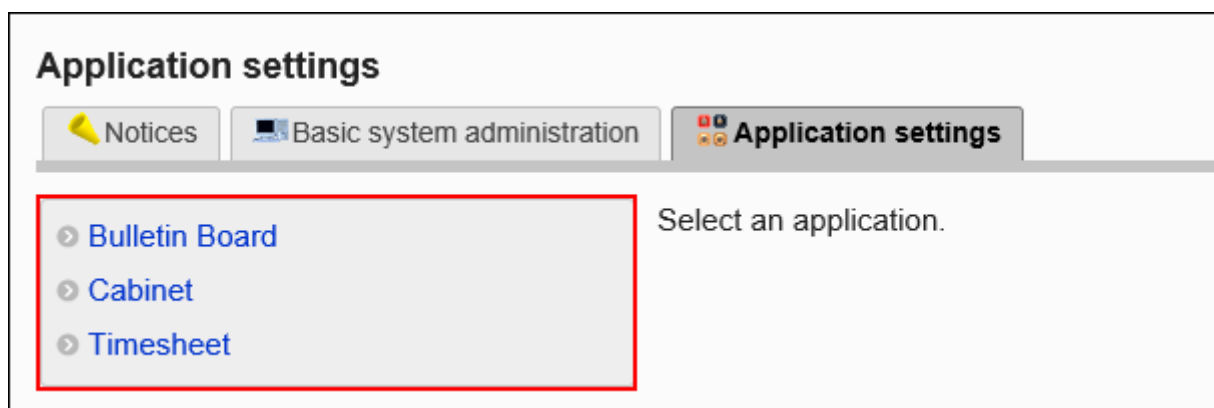 Application settings
Notices
Basic system administration
Application settings
Bulletin Board
Cabinet
Timesheet
Select an application.